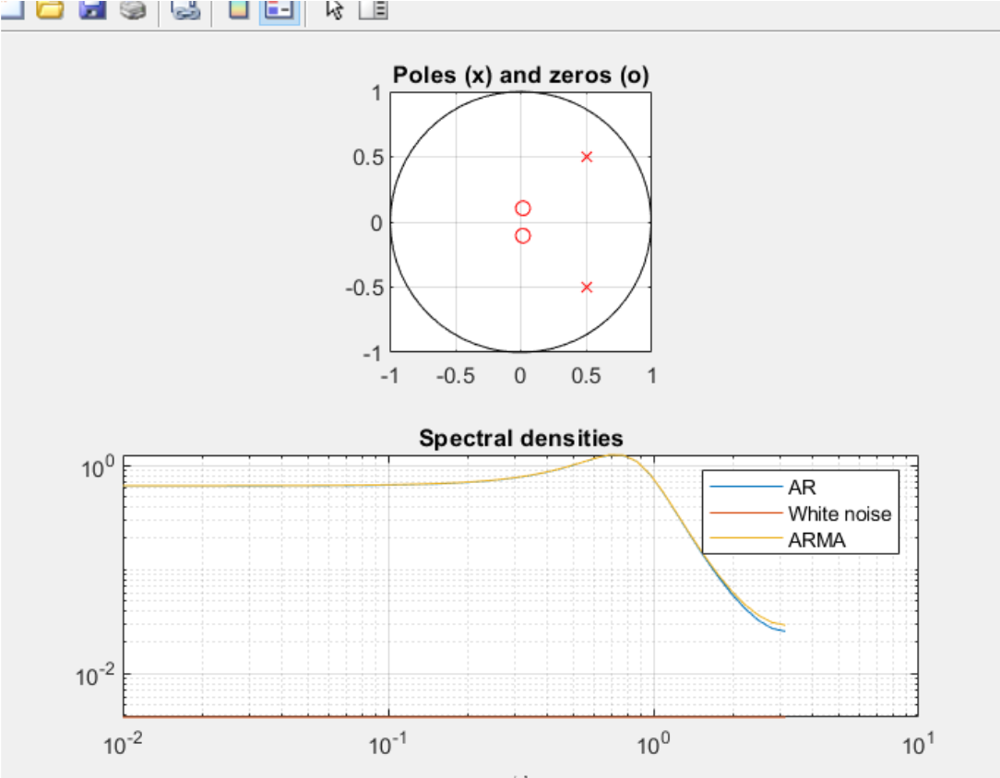 Poles (x) and zeros (o)
1
0.5
0
-0.5
-1
-1 -0.5 0 0.5 1
Spectral densities
10^0
10^-2
AR
White noise
ARMA
10^-2 10^-1 10^0 10^1